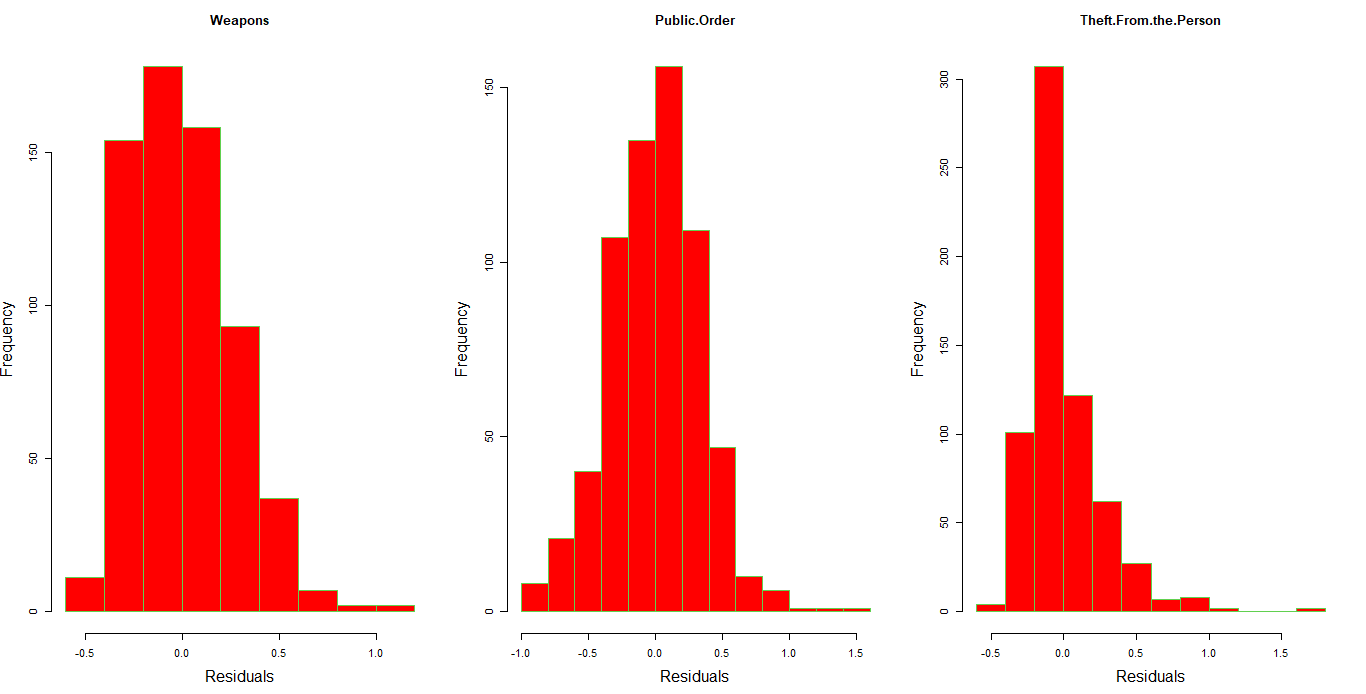 Weapons
Frequency
150
100
50
0
-0.5 0.0 0.5 1.0
Residuals
Public.Order
Frequency
150
100
50
0
-1.0 -0.5 0.0 0.5 1.0 1.5
Residuals
Theft.From.the.Person
Frequency
300
250
200
150
100
50
0
-0.5 0.0 0.5 1.0 1.5
Residuals